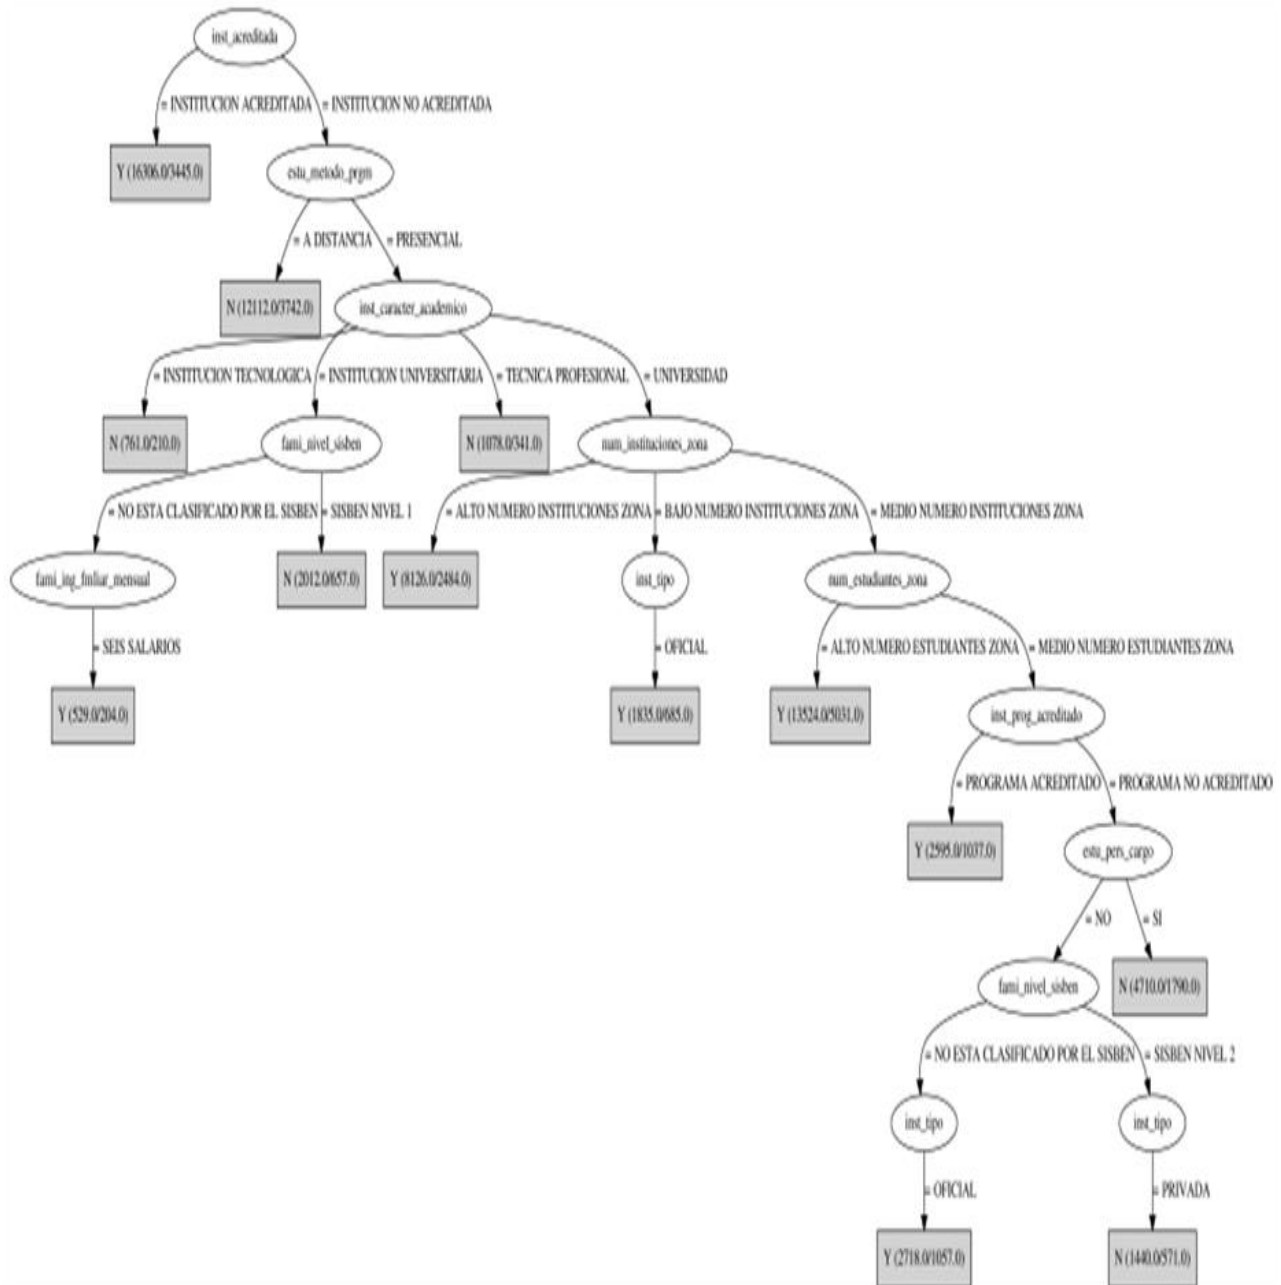 inst_acreditada
= INSTITUCION ACREDITADA = INSTITUCION NO ACREDITADA
Y (16306.0/3445.0) estu_metodo_prgm
= A DISTANCIA = PRESENCIAL
N (12112.0/3742.0) inst_caracter_academico
= INSTITUCION TECNOLOGICA = INSTITUCION UNIVERSITARIA = TECNICA PROFESIONAL = UNIVERSIDAD
N (761.0/210.0) fami_nivel_sisben N (1078.0/341.0) num_instituciones_zona
= NO ESTA CLASIFICADO POR EL SISBEN = SISBEN NIVEL 1 = ALTO NUMERO INSTITUCIONES ZONA = BAJO NUMERO INSTITUCIONES ZONA = MEDIO NUMERO INSTITUCIONES ZONA
fami_ing_fmliar_mensual N (2012.0/657.0) Y (8126.0/2484.0) inst_tipo num_estudiantes_zona
= SEIS SALARIOS = OFICIAL = ALTO NUMERO ESTUDIANTES ZONA = MEDIO NUMERO ESTUDIANTES ZONA
Y (529.0/204.0) Y (1835.0/685.0) Y (13524.0/5031.0) inst_prog_acreditado
= PROGRAMA ACREDITADO = PROGRAMA NO ACREDITADO
Y (2595.0/1037.0) estu_pers_cargo
= NO = SI
fami_nivel_sisben N (4710.0/1790.0)
= NO ESTA CLASIFICADO POR EL SISBEN = SISBEN NIVEL 2
inst_tipo inst_tipo
= OFICIAL = PRIVADA
Y (2718.0/1057.0) N (1440.0/571.0)